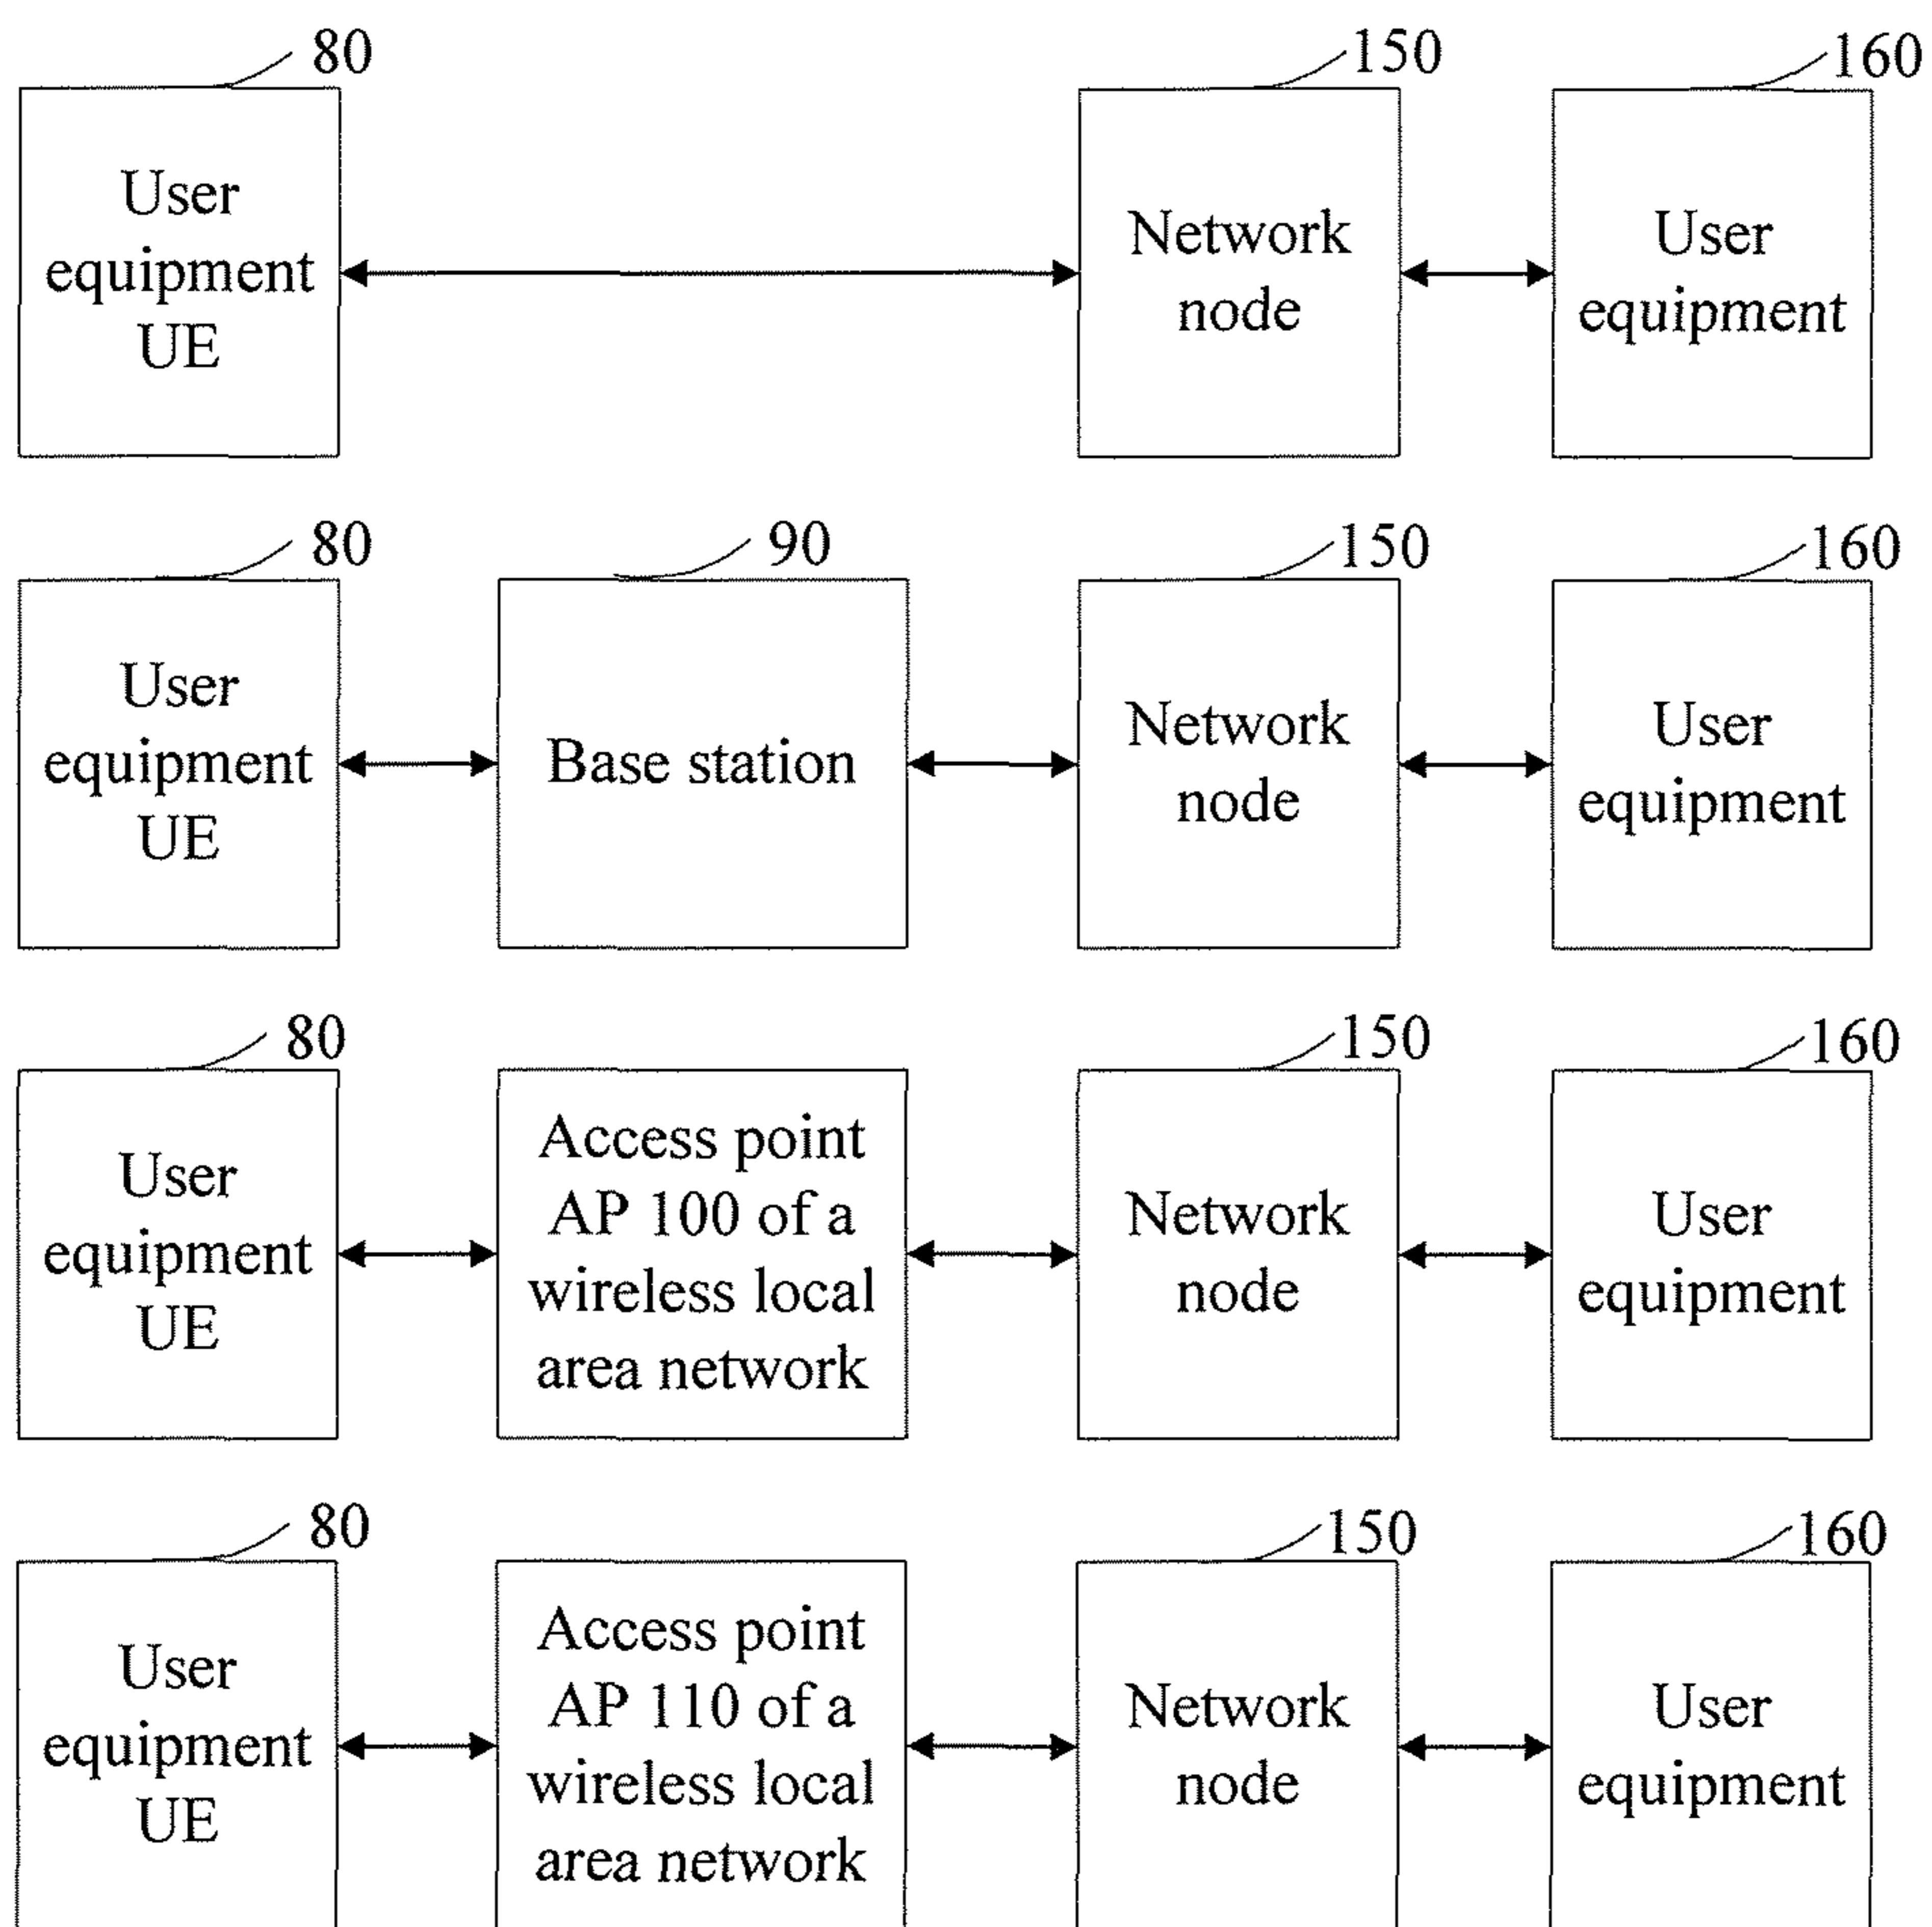 80
150
160
User
equipment
UE
Network
node
User
equipment
80
90
150
160
User
equipment
UE
Base station
Network
node
User
equipment
80
150
160
User
equipment
UE
Access point
AP 100 of a
wireless local
area network
Network
node
User
equipment
80
150
160
User
equipment
UE
Access point
AP 110 of a
wireless local
area network
Network
node
User
equipment